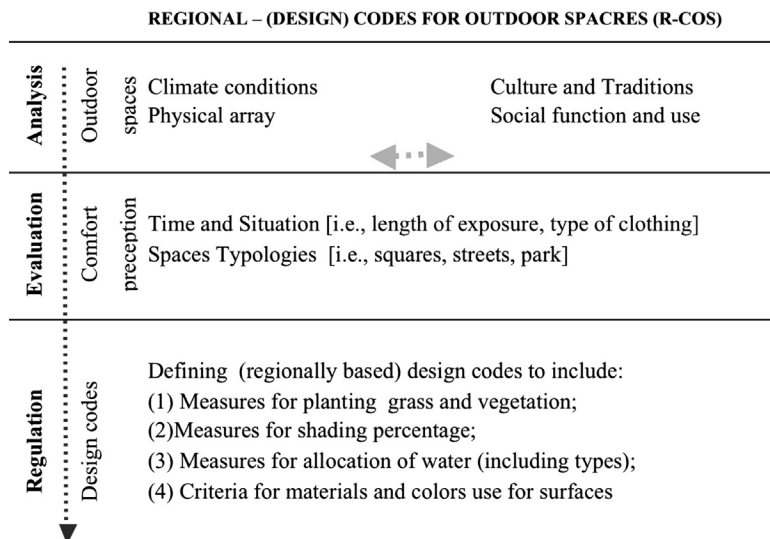 REGIONAL – (DESIGN) CODES FOR OUTDOOR SPACRES (R-COS)
Analysis
Outdoor
spaces
Climate conditions
Physical array
Culture and Traditions
Social function and use
Evaluation
Comfort
preception
Time and Situation [i.e., length of exposure, type of clothing]
Spaces Typologies [i.e., squares, streets, park]
Regulation
Design codes
Defining (regionally based) design codes to include:
(1) Measures for planting grass and vegetation;
(2)Measures for shading percentage;
(3) Measures for allocation of water (including types);
(4) Criteria for materials and colors use for surfaces